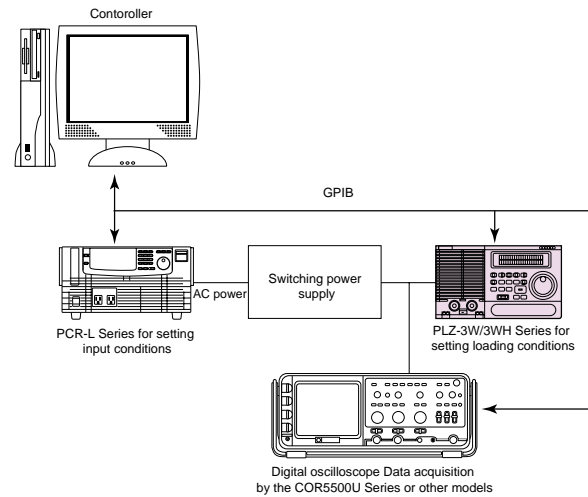 Contoroller
GPIB
AC power
Switching power
supply
PCR-L Series for setting
input conditions
PLZ-3W/3WH Series for
setting loading conditions
Digital oscilloscope Data acquisition
by the COR5500U Series or other models